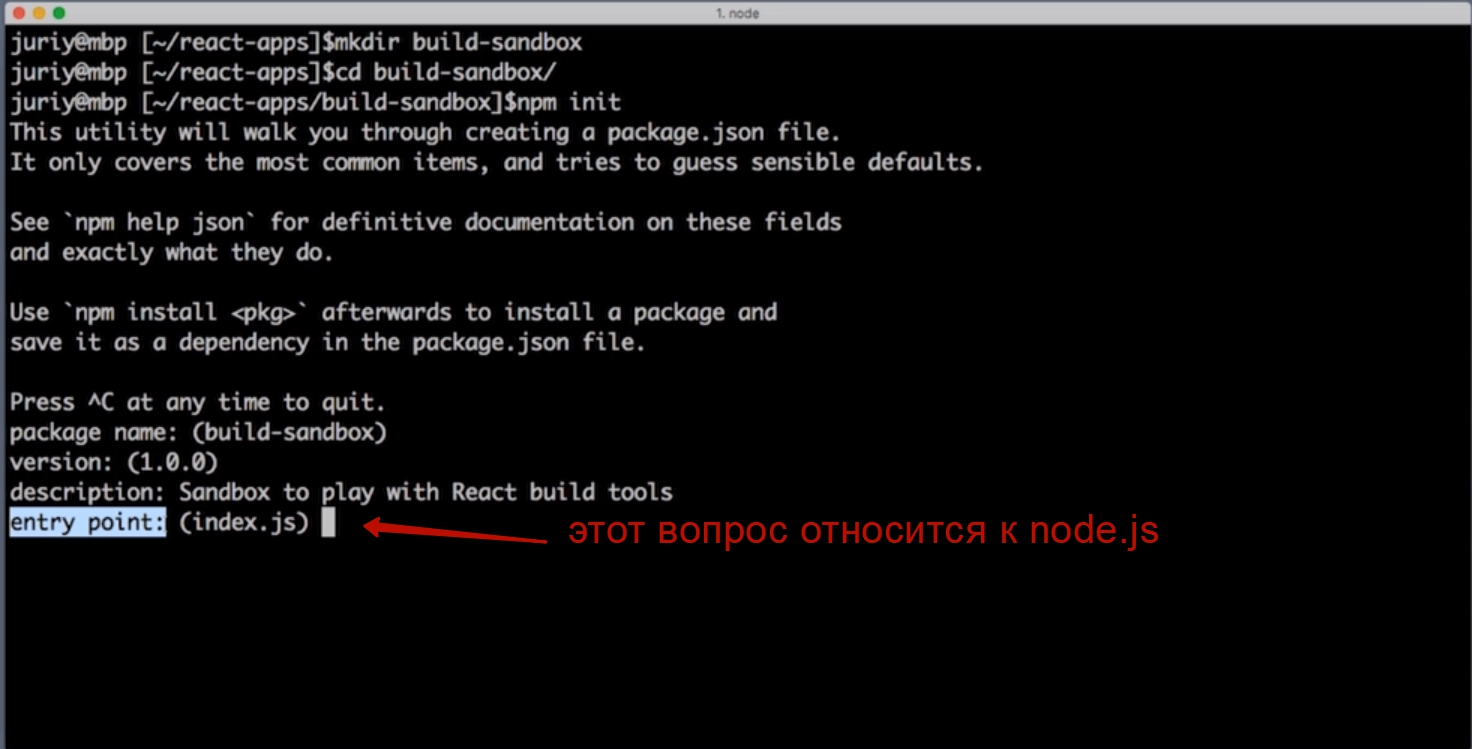 1. node
juriy@mbp [~/react-apps]$mkdir build-sandbox
juriy@mbp [~/react-apps]$cd build-sandbox/
juriy@mbp [~/react-apps/build-sandbox]$npm init
This utility will walk you through creating a package.json file.
It only covers the most common items, and tries to guess sensible defaults.
See `npm help json` for definitive documentation on these fields
and exactly what they do.
Use `npm install <pkg>` afterwards to install a package and
save it as a dependency in the package.json file.
Press ^C at any time to quit.
package name: (build-sandbox)
version: (1.0.0)
description: Sandbox to play with React build tools
entry point: (index.js)
этот вопрос относится к node.js